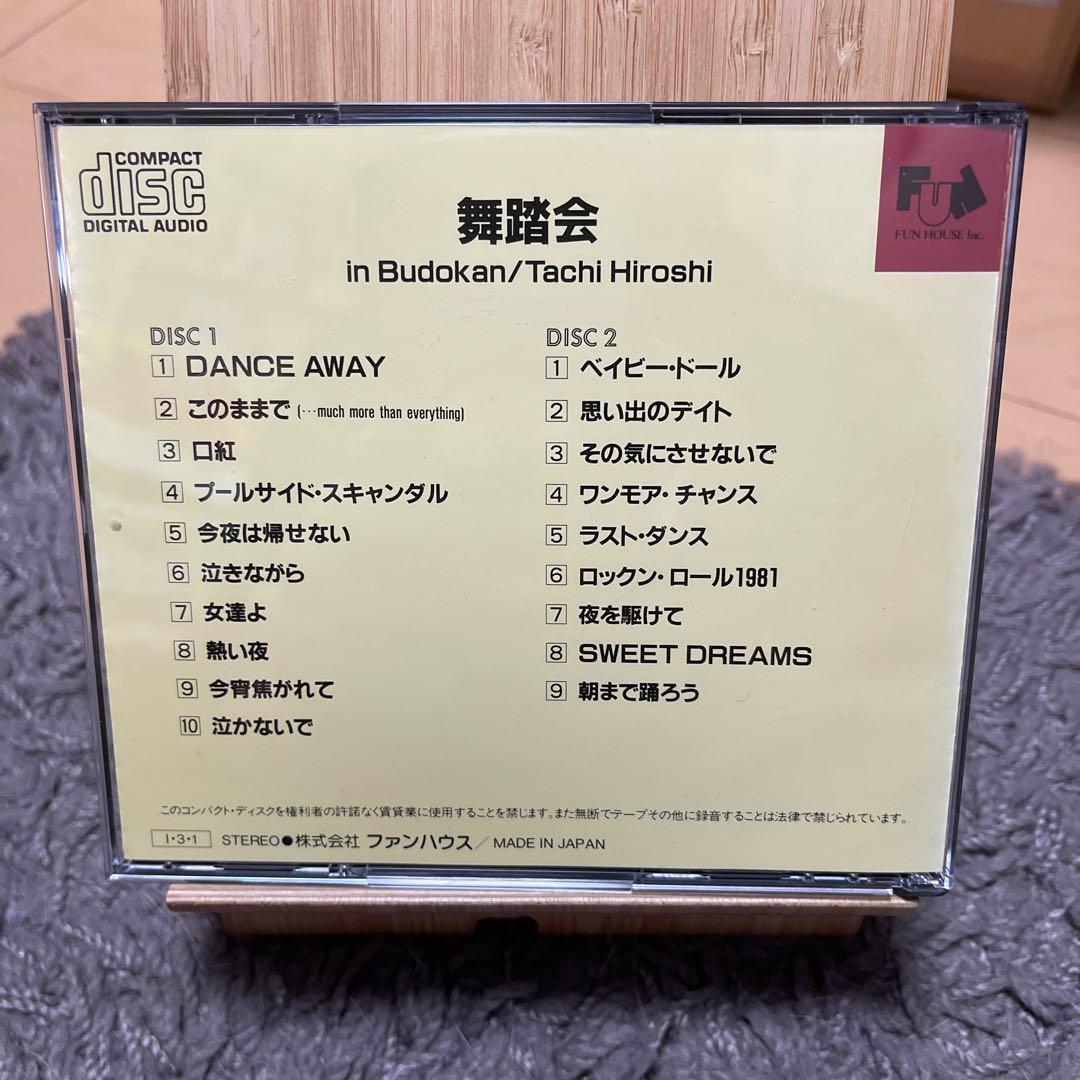 COMPACT
disc
DIGITAL AUDIO
FUN
FUN HOUSE Inc.
舞踏会
in Budokan/Tachi Hiroshi
DISC 1
1 DANCE AWAY
2 このままで (…much more than everything)
3 口紅
4 プールサイド・スキャンダル
5 今夜は帰せない
6 泣きながら
7 女達よ
8 熱い夜
9 今宵焦がれて
10 泣かないで
DISC 2
1 ベイビー・ドール
2 思い出のデイト
3 その気にさせないで
4 ワンモア・チャンス
5 ラスト・ダンス
6 ロックン・ロール1981
7 夜を駆けて
8 SWEET DREAMS
9 朝まで踊ろう
このコンパクト・ディスクを権利者の許諾なく賃貸業に使用することを禁じます。また無断でテープその他に録音することは法律で禁じられています。
I・3・1 STEREO●株式会社 ファンハウス／MADE IN JAPAN